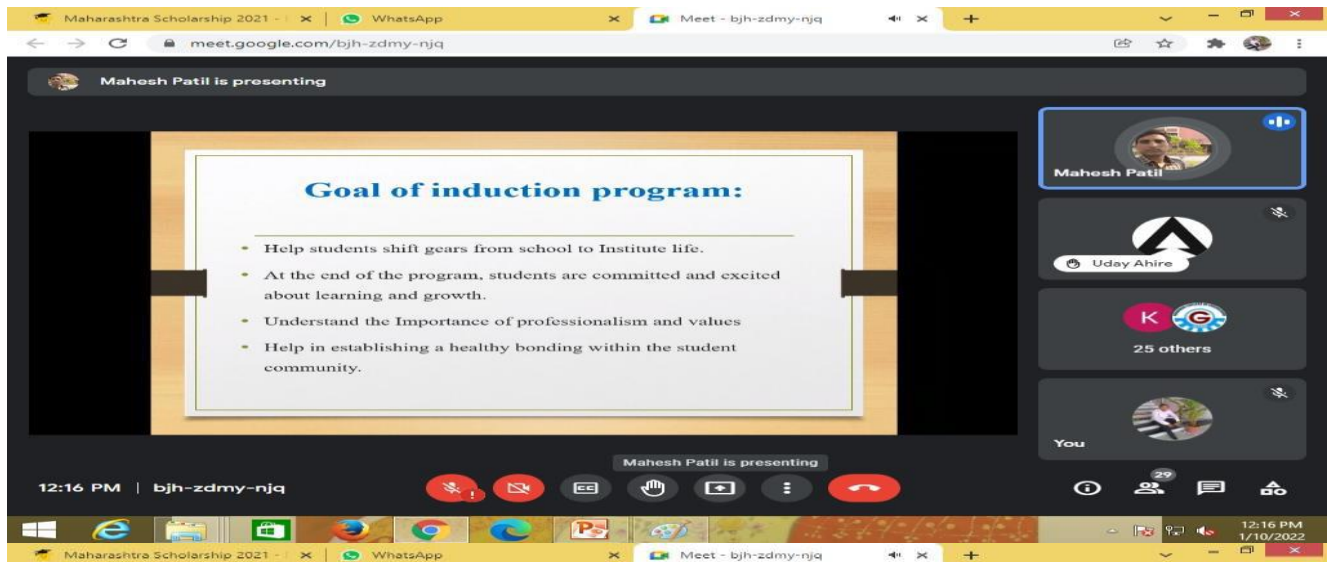 Maharashtra Scholarship 2021 -
WhatsApp
Meet - bjh-zdmy-njq
meet.google.com/bjh-zdmy-njq
Mahesh Patil is presenting
Goal of induction program:
• Help students shift gears from school to Institute life.
• At the end of the program, students are committed and excited
about learning and growth.
• Understand the Importance of professionalism and values
• Help in establishing a healthy bonding within the student
community.
Mahesh Patil
Uday Ahire
K G
25 others
You
Mahesh Patil is presenting
12:16 PM | bjh-zdmy-njq
CC
29
12:16 PM
1/10/2022
Maharashtra Scholarship 2021 -
WhatsApp
Meet - bjh-zdmy-njq